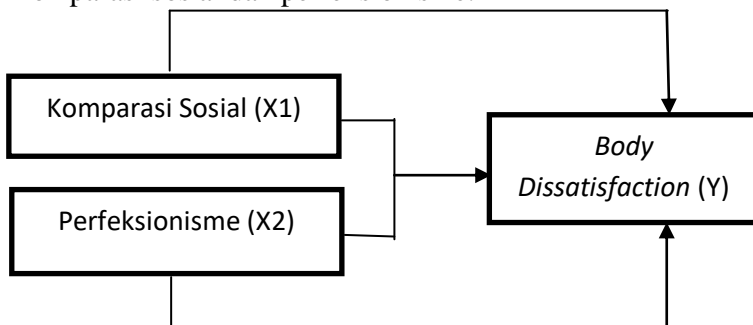 Komparasi Sosial (X1)
Body
Dissatisfaction (Y)
Perfeksionisme (X2)